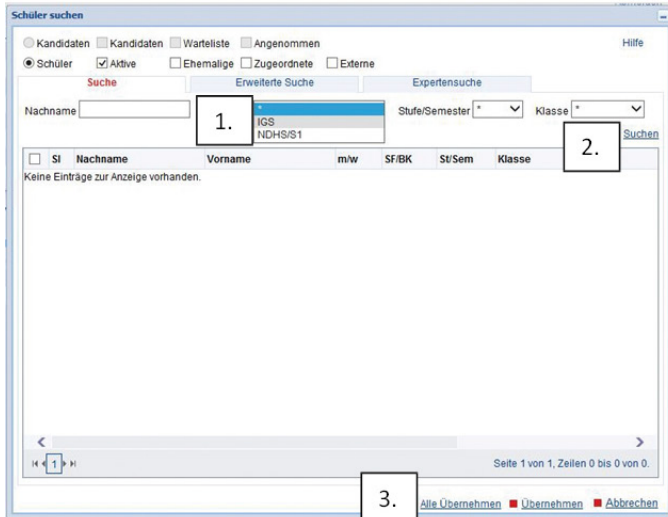 Schüler suchen
Kandidaten Kandidaten Warteliste Angenommen Hilfe
Schüler Aktive Ehemalige Zugeordnete Externe
Suche Erweiterte Suche Expertensuche
Nachname 1. * Stufe/Semester * Klasse *
IGS
NDHS/S1 2. Suchen
SI Nachname Vorname m/w SF/BK St/Sem Klasse
Keine Einträge zur Anzeige vorhanden.
1 Seite 1 von 1, Zeilen 0 bis 0 von 0.
3. Alle Übernehmen Übernehmen Abbrechen